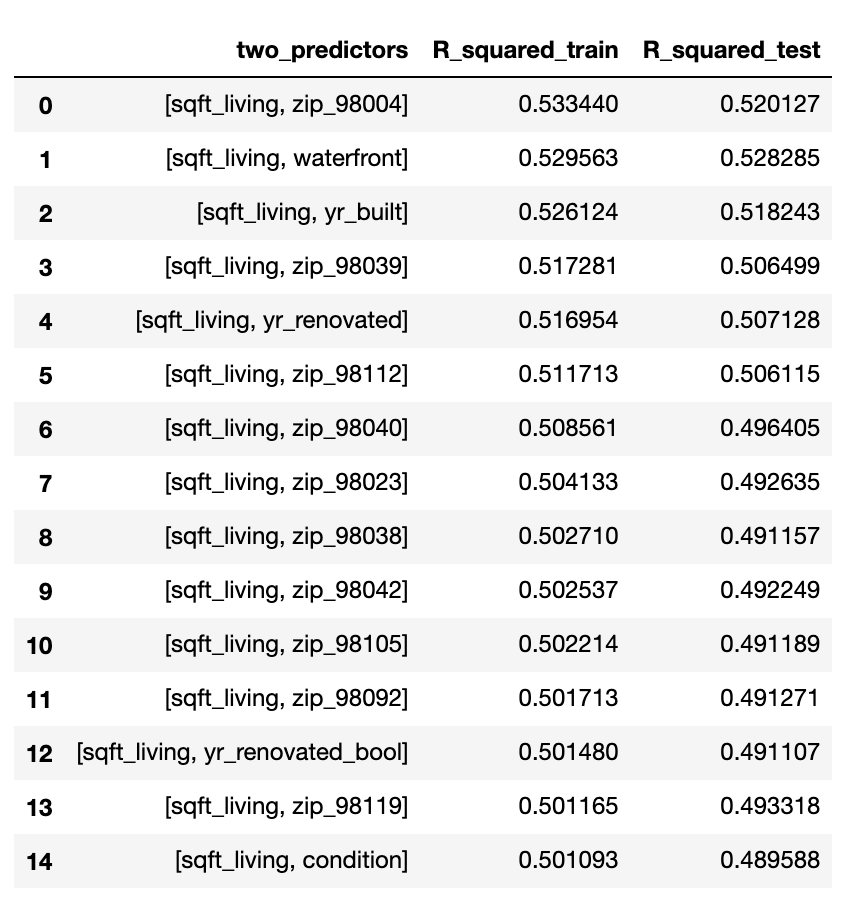 two_predictors R_squared_train R_squared_test
0 [sqft_living, zip_98004] 0.533440 0.520127
1 [sqft_living, waterfront] 0.529563 0.528285
2 [sqft_living, yr_built] 0.526124 0.518243
3 [sqft_living, zip_98039] 0.517281 0.506499
4 [sqft_living, yr_renovated] 0.516954 0.507128
5 [sqft_living, zip_98112] 0.511713 0.506115
6 [sqft_living, zip_98040] 0.508561 0.496405
7 [sqft_living, zip_98023] 0.504133 0.492635
8 [sqft_living, zip_98038] 0.502710 0.491157
9 [sqft_living, zip_98042] 0.502537 0.492249
10 [sqft_living, zip_98105] 0.502214 0.491189
11 [sqft_living, zip_98092] 0.501713 0.491271
12 [sqft_living, yr_renovated_bool] 0.501480 0.491107
13 [sqft_living, zip_98119] 0.501165 0.493318
14 [sqft_living, condition] 0.501093 0.489588